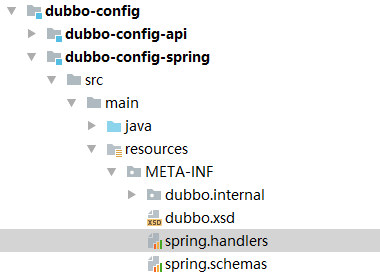 dubbo-config
dubbo-config-api
dubbo-config-spring
src
main
java
resources
META-INF
dubbo.internal
dubbo.xsd
spring.handlers
spring.schemas